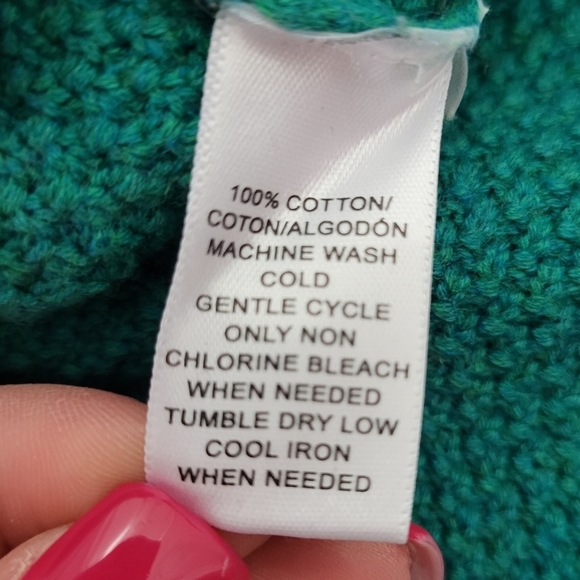 100% COTTON/
COTON/ALGODÓN
MACHINE WASH
COLD
GENTLE CYCLE
ONLY NON
CHLORINE BLEACH
WHEN NEEDED
TUMBLE DRY LOW
COOL IRON
WHEN NEEDED